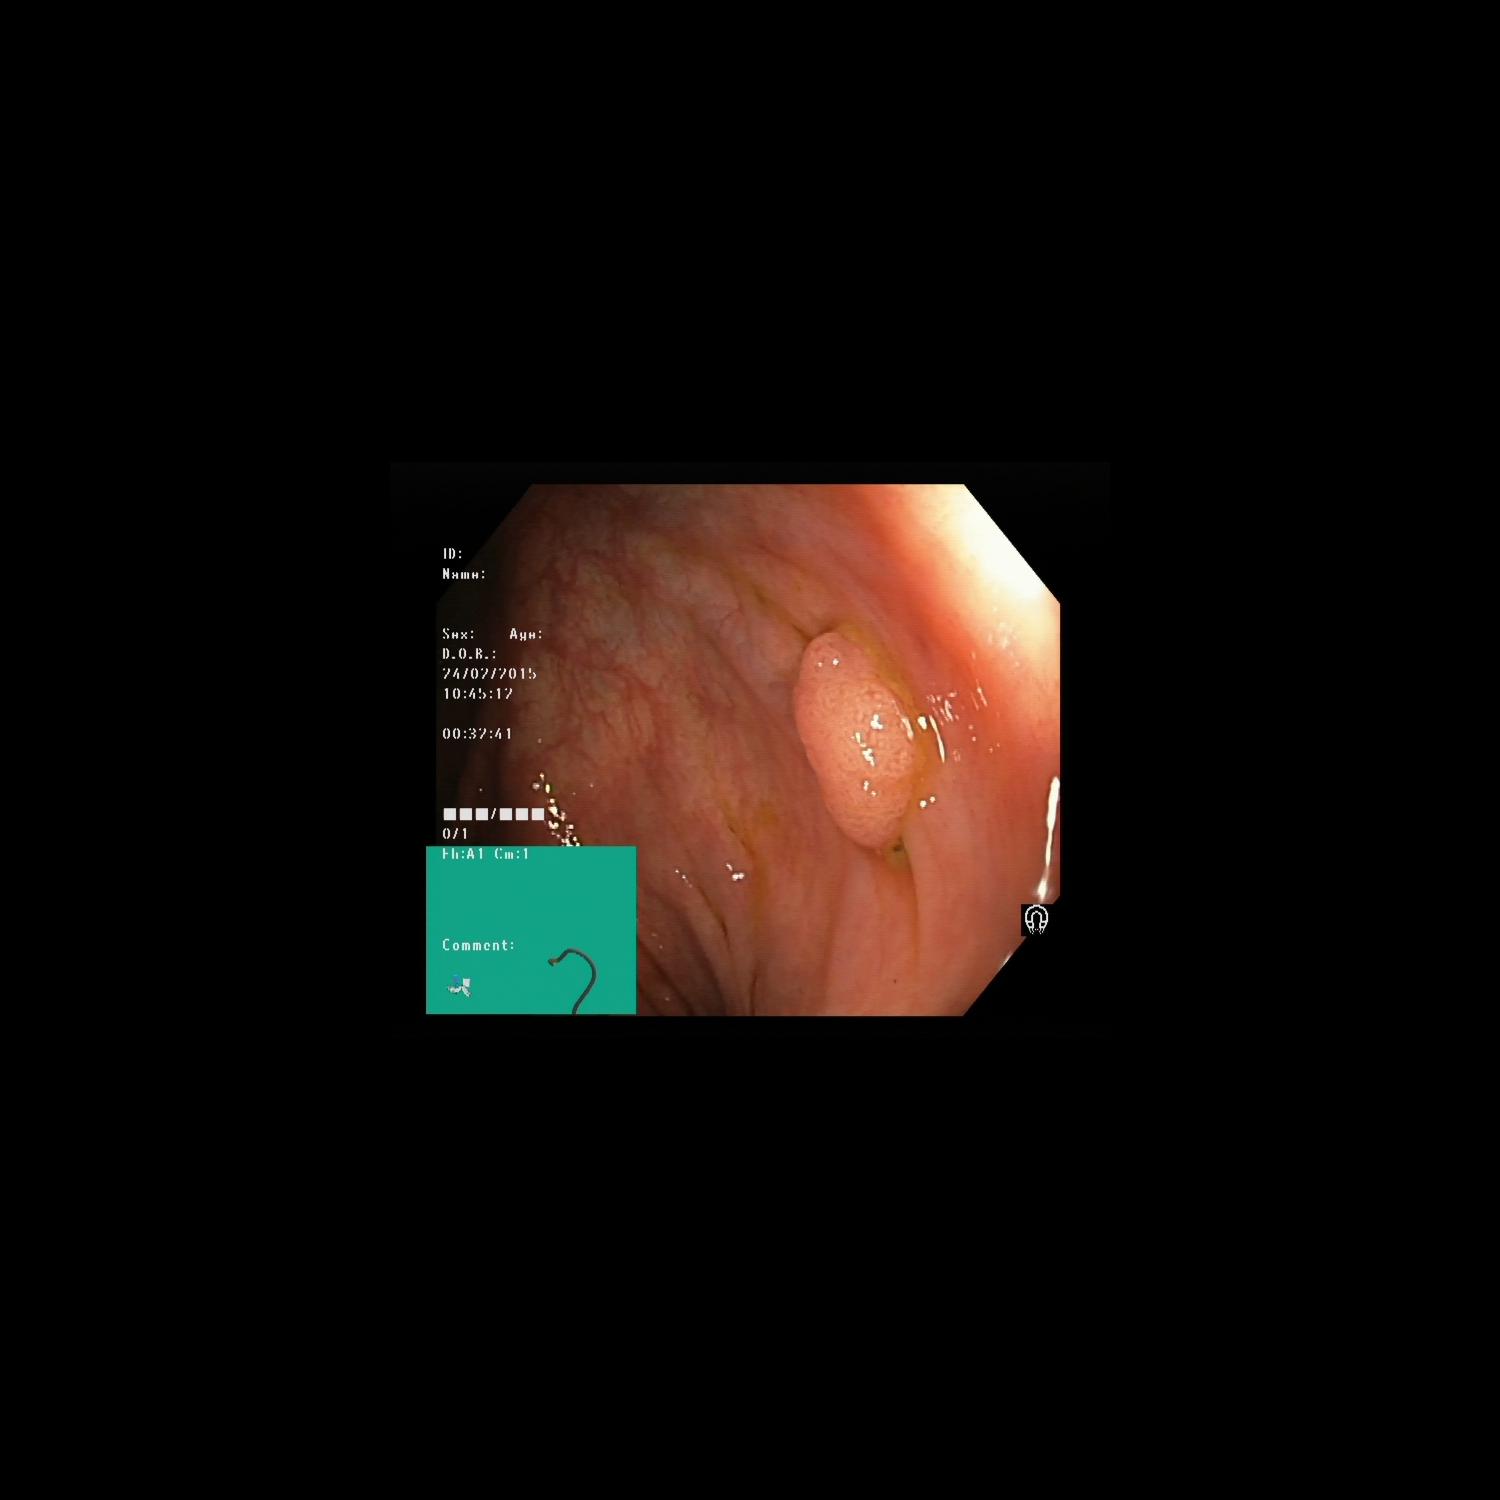 ID:
Name:
Sex: Age:
D.O.B.:
24/02/2015
10:45:12
00:32:41
■■■/■■■
0/1
Eh:A1 Cm:1
Comment: